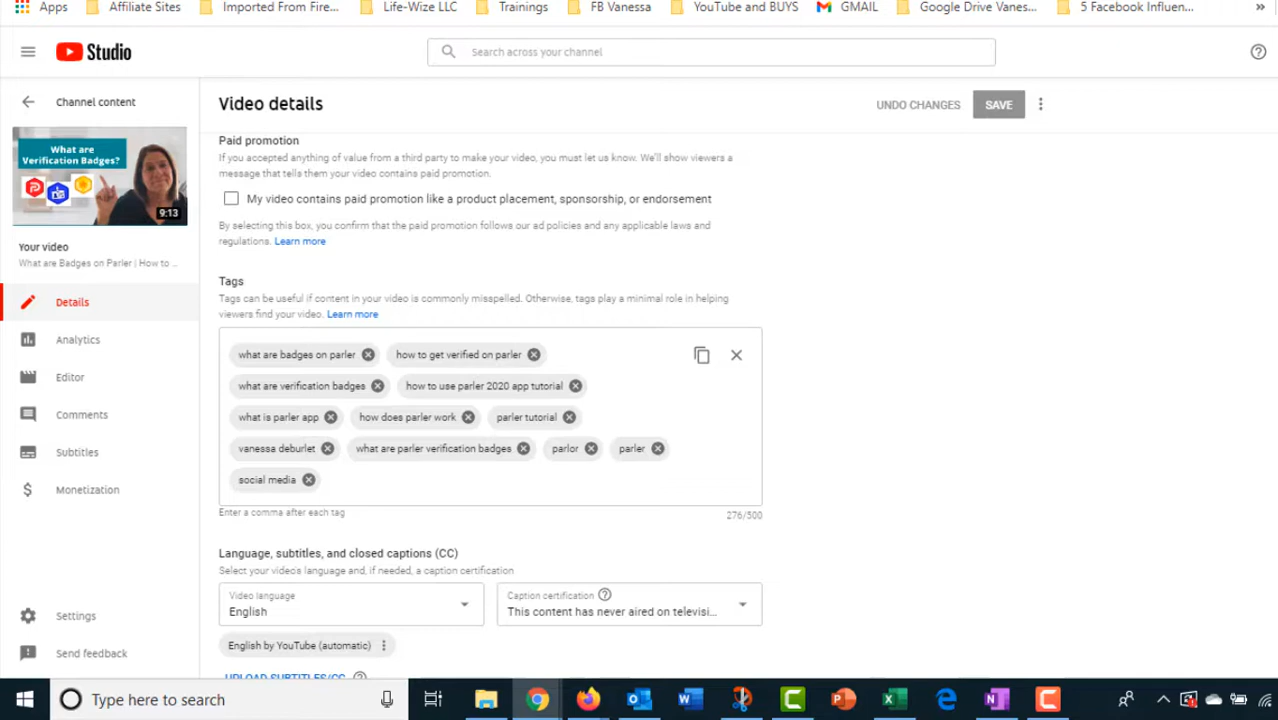 Apps Affiliate Sites Imported From Fire... Life-Wize LLC Trainings FB Vanessa YouTube and BUYS GMAIL Google Drive Vanes... 5 Facebook Influen... »
Studio Search across your channel
Channel content
Video details UNDO CHANGES SAVE
What are
Verification Badges?
9:13
Your video
What are Badges on Parler | How to ...
Details
Analytics
Editor
Comments
Subtitles
Monetization
Settings
Send feedback
Paid promotion
If you accepted anything of value from a third party to make your video, you must let us know. We'll show viewers a
message that tells them your video contains paid promotion.
My video contains paid promotion like a product placement, sponsorship, or endorsement
By selecting this box, you confirm that the paid promotion follows our ad policies and any applicable laws and
regulations. Learn more
Tags
Tags can be useful if content in your video is commonly misspelled. Otherwise, tags play a minimal role in helping
viewers find your video. Learn more
what are badges on parler how to get verified on parler
what are verification badges how to use parler 2020 app tutorial
what is parler app how does parler work parler tutorial
vanessa deburlet what are parler verification badges parlor parler
social media
Enter a comma after each tag 276/500
Language, subtitles, and closed captions (CC)
Select your video's language and, if needed, a caption certification
Video language Caption certification
English This content has never aired on televisi...
English by YouTube (automatic)
UPLOAD SUBTITLES/CC
Type here to search